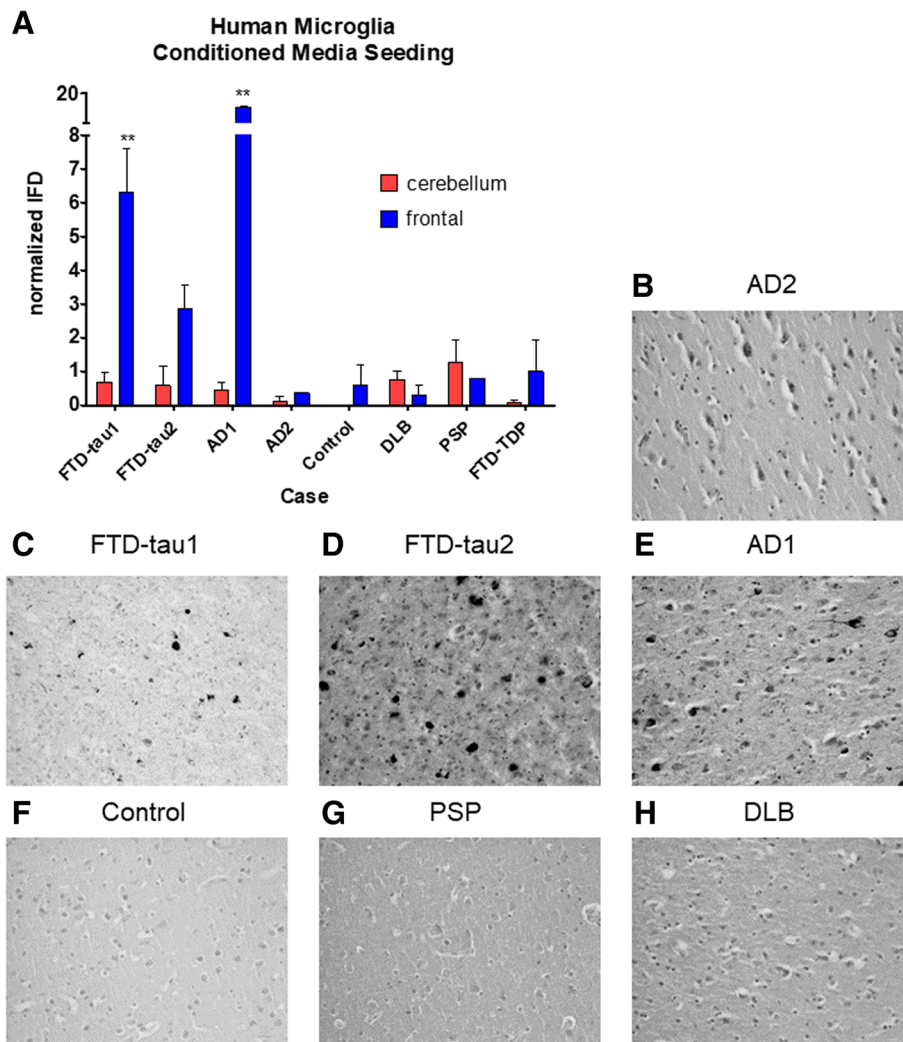 A
Human Microglia
Conditioned Media Seeding
20
8
7
6
5
4
3
2
1
0
normalized IFD
**
**
cerebellum
frontal
FTD-tau1
FTD-tau2
AD1
AD2
Control
DLB
PSP
FTD-TDP
Case
B AD2
C FTD-tau1
D FTD-tau2
E AD1
F Control
G PSP
H DLB